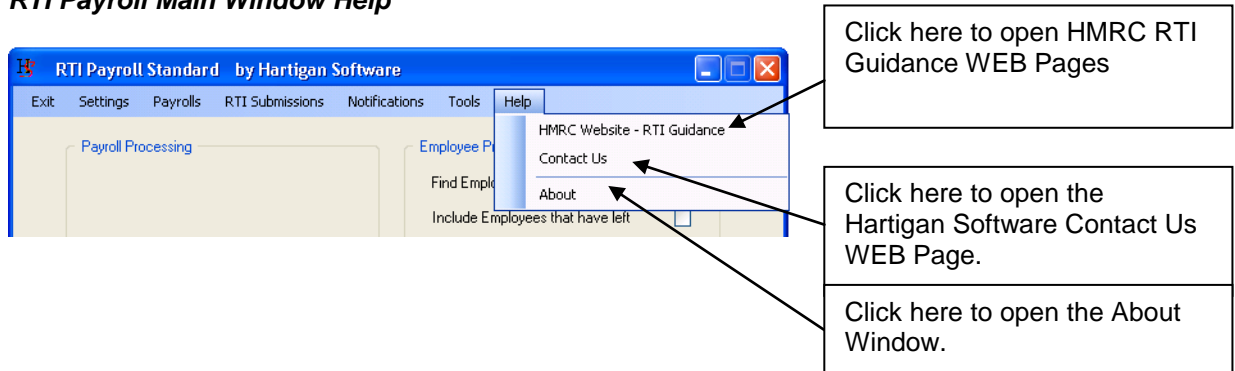 RTI Payroll Main Window Help
Click here to open HMRC RTI
Guidance WEB Pages
RTI Payroll Standard by Hartigan Software
Exit Settings Payrolls RTI Submissions Notifications Tools Help
HMRC Website - RTI Guidance
Contact Us
About
Payroll Processing
Employee P
Find Emplo
Include Employees that have left
Click here to open the
Hartigan Software Contact Us
WEB Page.
Click here to open the About
Window.